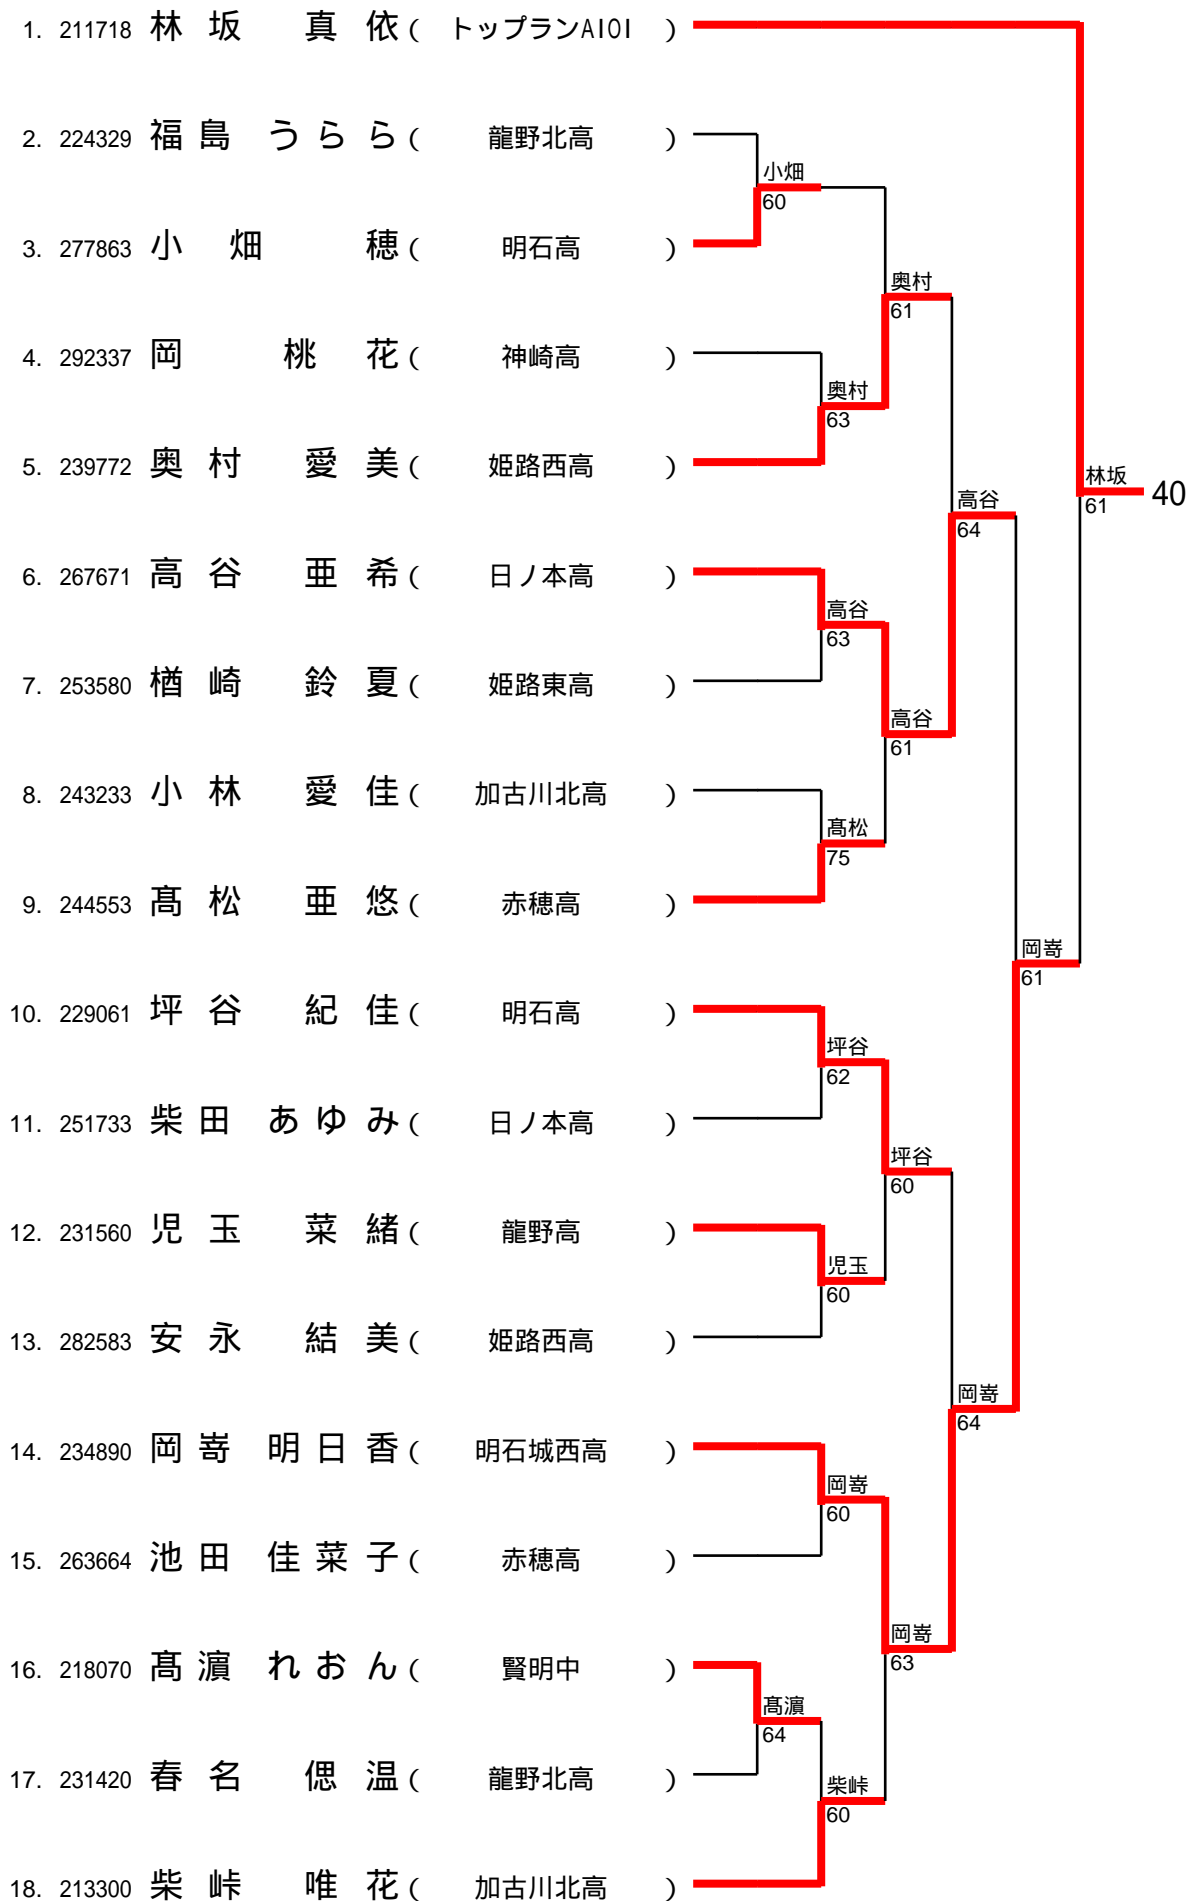 1. 211718 林 坂 真 依 ( トップランAIOI )
2. 224329 福 島 う ら ら ( 龍野北高 )
小畑
60
3. 277863 小 畑 穂 ( 明石高 )
奥村
61
4. 292337 岡 桃 花 ( 神崎高 )
奥村
63
5. 239772 奥 村 愛 美 ( 姫路西高 )
林坂
61
40
高谷
64
6. 267671 高 谷 亜 希 ( 日ノ本高 )
高谷
63
7. 253580 楢 崎 鈴 夏 ( 姫路東高 )
高谷
61
8. 243233 小 林 愛 佳 ( 加古川北高 )
髙松
75
9. 244553 髙 松 亜 悠 ( 赤穂高 )
岡嵜
61
10. 229061 坪 谷 紀 佳 ( 明石高 )
坪谷
62
11. 251733 柴 田 あ ゆ み ( 日ノ本高 )
坪谷
60
12. 231560 児 玉 菜 緒 ( 龍野高 )
児玉
60
13. 282583 安 永 結 美 ( 姫路西高 )
岡嵜
64
14. 234890 岡 嵜 明 日 香 ( 明石城西高 )
岡嵜
60
15. 263664 池 田 佳 菜 子 ( 赤穂高 )
岡嵜
63
16. 218070 髙 濵 れ お ん ( 賢明中 )
髙濵
64
17. 231420 春 名 偲 温 ( 龍野北高 )
柴峠
60
18. 213300 柴 峠 唯 花 ( 加古川北高 )